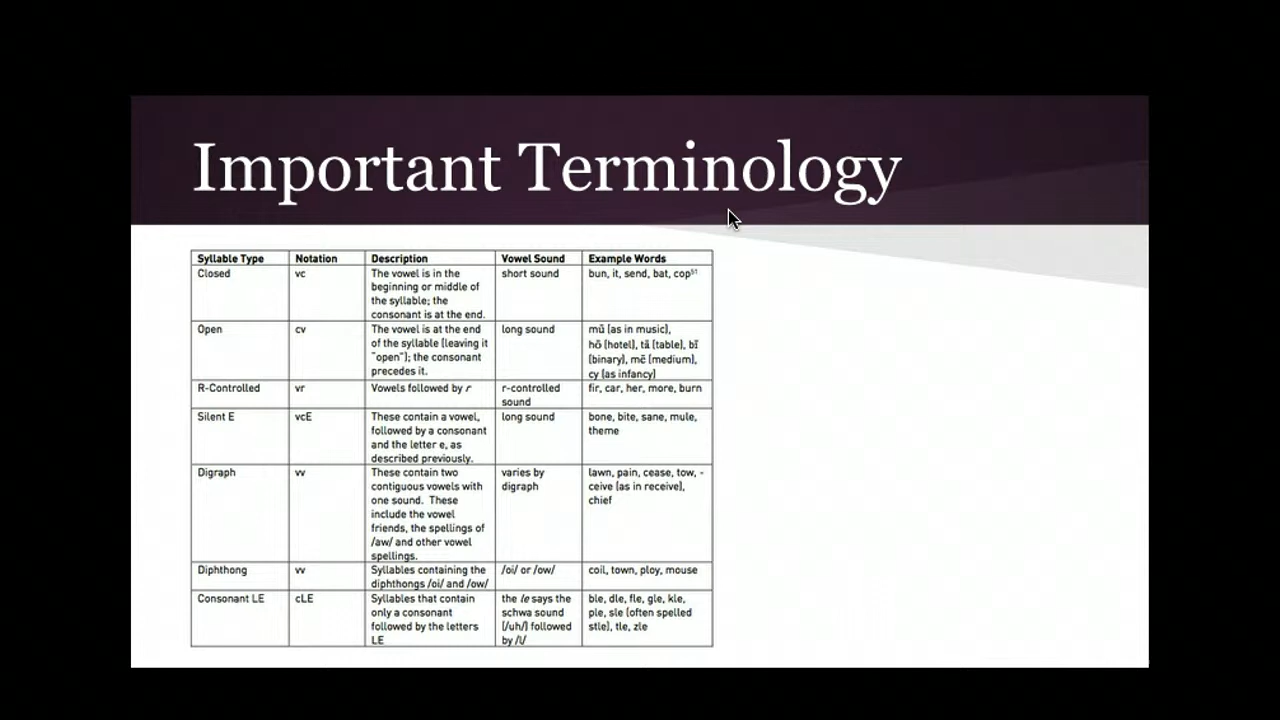 Important Terminology
Syllable Type Notation Description Vowel Sound Example Words
Closed vc The vowel is in the short sound bun, it, send, bat, cop⁵¹
beginning or middle of
the syllable; the
consonant is at the end.
Open cv The vowel is at the end long sound mū (as in music),
of the syllable (leaving it hō (hotel), tā (table), bī
"open"); the consonant (binary), mē (medium),
precedes it. cy (as infancy)
R-Controlled vr Vowels followed by r r-controlled fir, car, her, more, burn
sound
Silent E vcE These contain a vowel, long sound bone, bite, sane, mule,
followed by a consonant theme
and the letter e, as
described previously.
Digraph vv These contain two varies by lawn, pain, cease, tow, -
contiguous vowels with digraph ceive (as in receive),
one sound. These chief
include the vowel
friends, the spellings of
/aw/ and other vowel
spellings.
Diphthong vv Syllables containing the /oi/ or /ow/ coil, town, ploy, mouse
diphthongs /oi/ and /ow/
Consonant LE cLE Syllables that contain the le says the ble, dle, fle, gle, kle,
only a consonant schwa sound ple, sle (often spelled
followed by the letters (/uh/) followed stle), tle, zle
LE by /l/